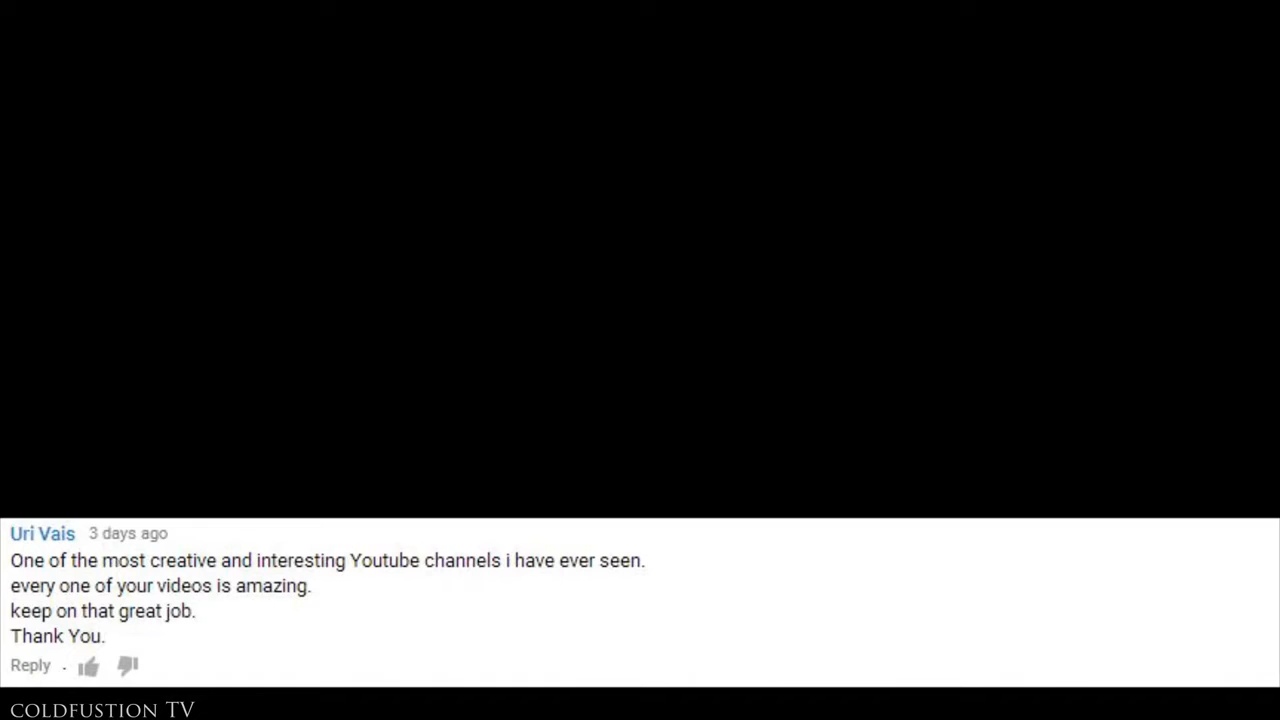 Uri Vais 3 days ago
One of the most creative and interesting Youtube channels i have ever seen.
every one of your videos is amazing.
keep on that great job.
Thank You.
Reply .
COLDFUSTION TV